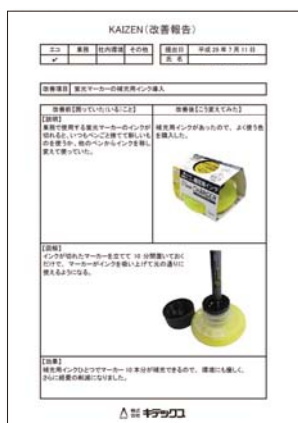 KAIZEN(改善報告)
エコ 業務 社内環境 その他 提出日 平成 28 年 7 月 11 日
✓ 氏 名
改善項目 蛍光マーカーの補充用インク導入
改善前【困っていた(いる)こと】 改善後【こう変えてみた】
【説明】
業務で使用する蛍光マーカーのインクが
切れると、いつもペンごと捨てて新しいも
のを使うか、他のペンからインクを移し
変えて使っていた。
補充用インクがあったので、よく使う色
を購入した。
【図解】
インクが切れたマーカーを立てて 10 分間置いておく
だけで、マーカーがインクを吸い上げて元の通りに
使えるようになる。
【効果】
補充用インクひとつでマーカー 10 本分が補充できるので、環境にも優しく、
さらに経費の削減になりました。
株式会社 キデックス